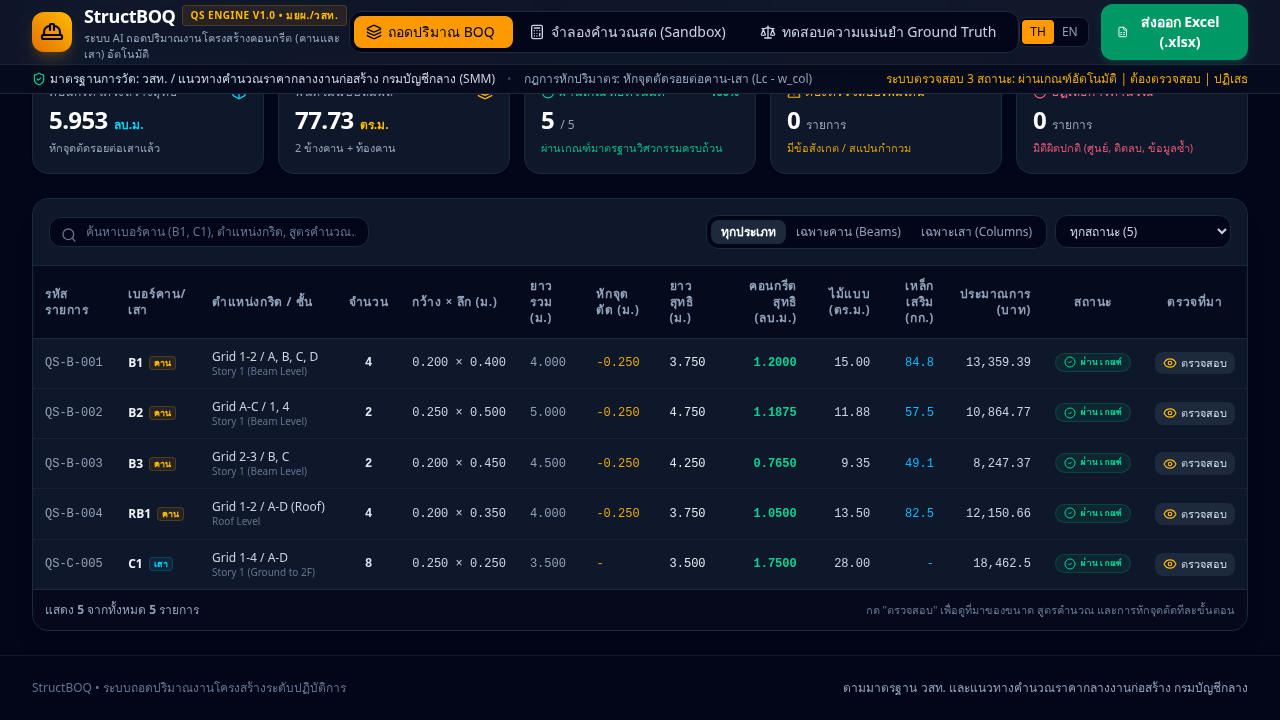 StructBOQ QS ENGINE V1.0 • มยผ./วสท.
ระบบ AI ถอดปริมาณงานโครงสร้างคอนกรีต (คานและ
เสา) อัตโนมัติ
ถอดปริมาณ BOQ
จำลองคำนวณสด (Sandbox)
ทดสอบความแม่นยำ Ground Truth
TH EN
ส่งออก Excel
(.xlsx)
มาตรฐานการวัด: วสท. / แนวทางคำนวณราคากลางงานก่อสร้าง กรมบัญชีกลาง (SMM) • กฎการหักปริมาตร: หักจุดตัดรอยต่อคาน-เสา (Lc - w_col) ระบบตรวจสอบ 3 สถานะ: ผ่านเกณฑ์อัตโนมัติ | ต้องตรวจสอบ | ปฏิเสธ
5.953 ลบ.ม.
หักจุดตัดรอยต่อเสาแล้ว
77.73 ตร.ม.
2 ข้างคาน + ท้องคาน
5 / 5
ผ่านเกณฑ์มาตรฐานวิศวกรรมครบถ้วน
0 รายการ
มีข้อสังเกต / สแปนกำกวม
0 รายการ
มิติผิดปกติ (ศูนย์, ติดลบ, ข้อมูลซ้ำ)
ค้นหาเบอร์คาน (B1, C1), ตำแหน่งกริด, สูตรคำนวณ..
ทุกประเภท เฉพาะคาน (Beams) เฉพาะเสา (Columns)
ทุกสถานะ (5)
รหัส
รายการ
เบอร์คาน/
เสา
ตำแหน่งกริด / ชั้น
จำนวน
กว้าง × ลึก (ม.)
ยาว
รวม
(ม.)
หักจุด
ตัด (ม.)
ยาว
สุทธิ
(ม.)
คอนกรีต
สุทธิ
(ลบ.ม.)
ไม้แบบ
(ตร.ม.)
เหล็ก
เสริม
(กก.)
ประมาณการ
(บาท)
สถานะ
ตรวจที่มา
QS-B-001 B1 คาน Grid 1-2 / A, B, C, D 4 0.200 × 0.400 4.000 -0.250 3.750 1.2000 15.00 84.8 13,359.39 ผ่านเกณฑ์ ตรวจสอบ
Story 1 (Beam Level)
QS-B-002 B2 คาน Grid A-C / 1, 4 2 0.250 × 0.500 5.000 -0.250 4.750 1.1875 11.88 57.5 10,864.77 ผ่านเกณฑ์ ตรวจสอบ
Story 1 (Beam Level)
QS-B-003 B3 คาน Grid 2-3 / B, C 2 0.200 × 0.450 4.500 -0.250 4.250 0.7650 9.35 49.1 8,247.37 ผ่านเกณฑ์ ตรวจสอบ
Story 1 (Beam Level)
QS-B-004 RB1 คาน Grid 1-2 / A-D (Roof) 4 0.200 × 0.350 4.000 -0.250 3.750 1.0500 13.50 82.5 12,150.66 ผ่านเกณฑ์ ตรวจสอบ
Roof Level
QS-C-005 C1 เสา Grid 1-4 / A-D 8 0.250 × 0.250 3.500 - 3.500 1.7500 28.00 - 18,462.5 ผ่านเกณฑ์ ตรวจสอบ
Story 1 (Ground to 2F)
แสดง 5 จากทั้งหมด 5 รายการ
กด "ตรวจสอบ" เพื่อดูที่มาของขนาด สูตรคำนวณ และการหักจุดตัดทีละขั้นตอน
StructBOQ • ระบบถอดปริมาณงานโครงสร้างระดับปฏิบัติการ
ตามมาตรฐาน วสท. และแนวทางคำนวณราคากลางงานก่อสร้าง กรมบัญชีกลาง